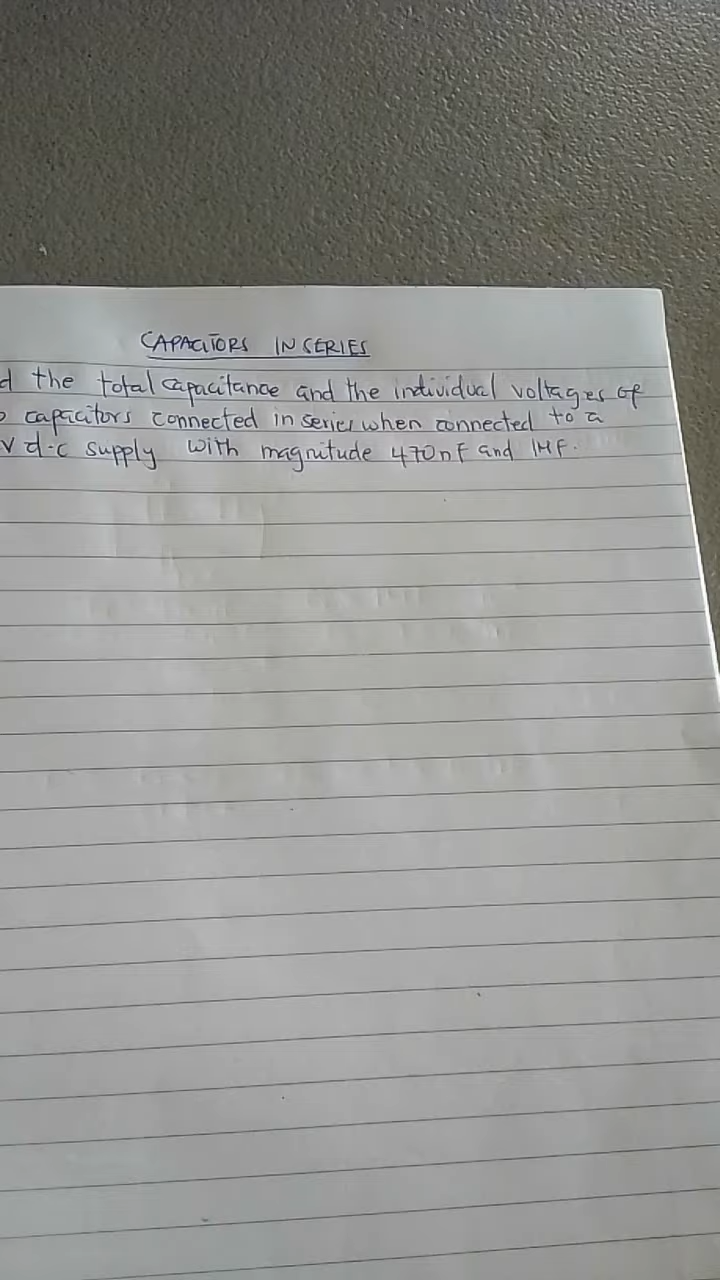 CAPACITORS IN SERIES
d the total capacitance and the individual voltages of
capacitors connected in series when connected to a
V d-c supply with magnitude 470nF and 1MF.